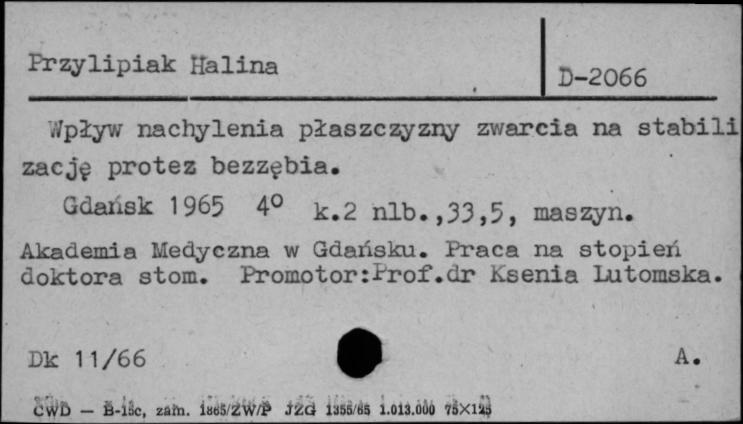 Przylipiak Halina
D-2066
Wpływ nachylenia płaszczyzny zwarcia na stabili
zację protez bezzębia.
Gdańsk 1965 4° k.2 nlb.,33,5, maszyn.
Akademia Medyczna w Gdańsku. Praca na stopień
doktora stom. Promotor:Prof.dr Ksenia Lutomska.
Dk 11/66 A.
CWD — B-15c, zam. 1865/ZW/P JZG 1355/65 1.013.000 75×125